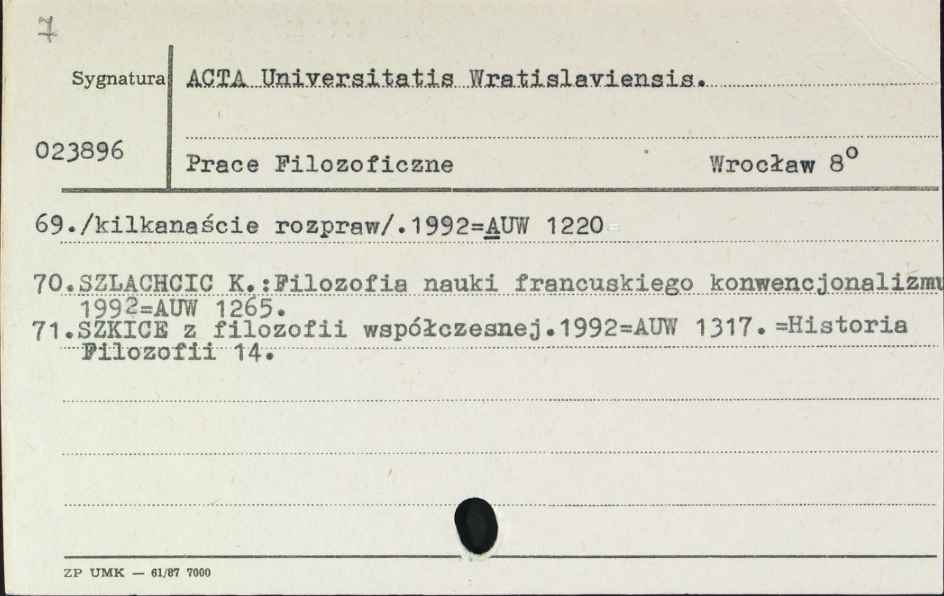 7
Sygnatura ACTA Universitatis Wratislaviensis.
023896 Prace Filozoficzne Wrocław 8º
69./kilkanaście rozpraw/.1992=AUW 1220
70.SZLACHCIC K.:Filozofia nauki francuskiego konwencjonalizmu
1992=AUW 1265.
71.SZKICE z filozofii współczesnej.1992=AUW 1317.=Historia
Filozofii 14.
ZP UMK — 61/87 7000